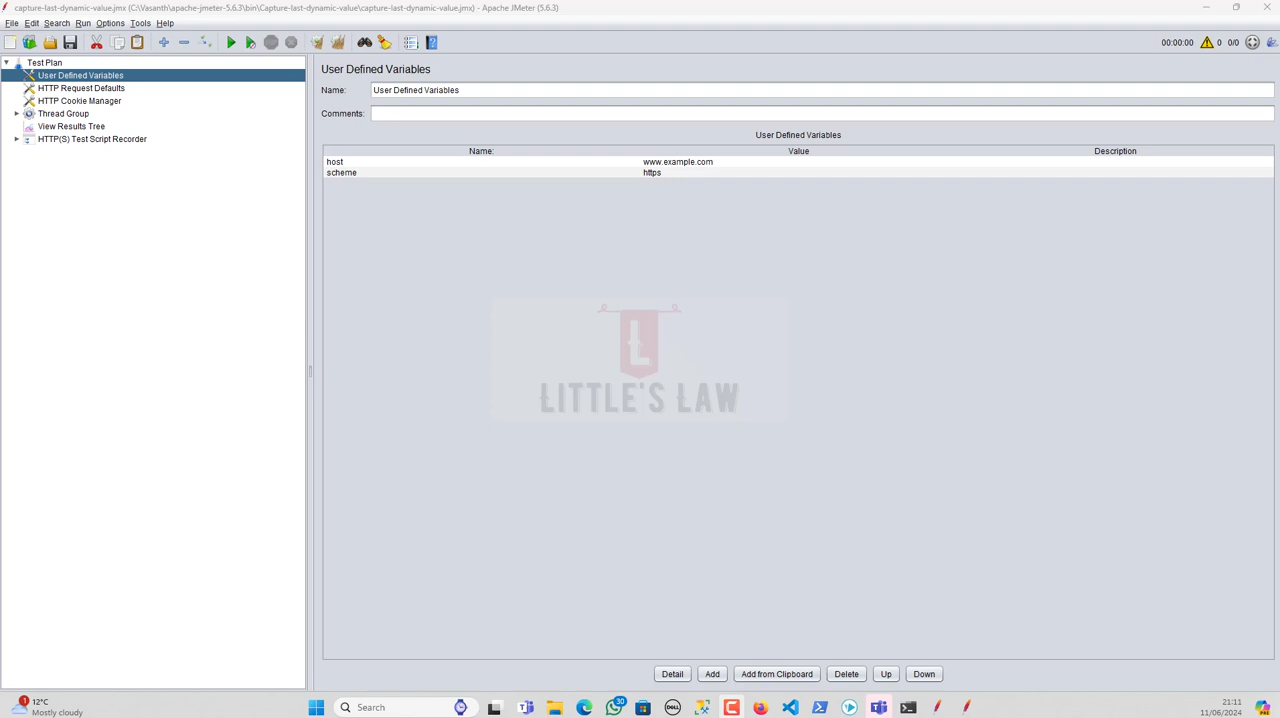 capture-last-dynamic-value.jmx (C:\Vasanth\apache-jmeter-5.6.3\bin\Capture-last-dynamic-value\capture-last-dynamic-value.jmx) - Apache JMeter (5.6.3)
File Edit Search Run Options Tools Help
00:00:00 0 0/0
Test Plan
User Defined Variables
HTTP Request Defaults
HTTP Cookie Manager
Thread Group
View Results Tree
HTTP(S) Test Script Recorder
User Defined Variables
Name: User Defined Variables
Comments:
User Defined Variables
Name: Value Description
host www.example.com
scheme https
L
LITTLE'S LAW
Detail Add Add from Clipboard Delete Up Down
1 12°C
Mostly cloudy
Search
30
DELL
21:11
11/06/2024